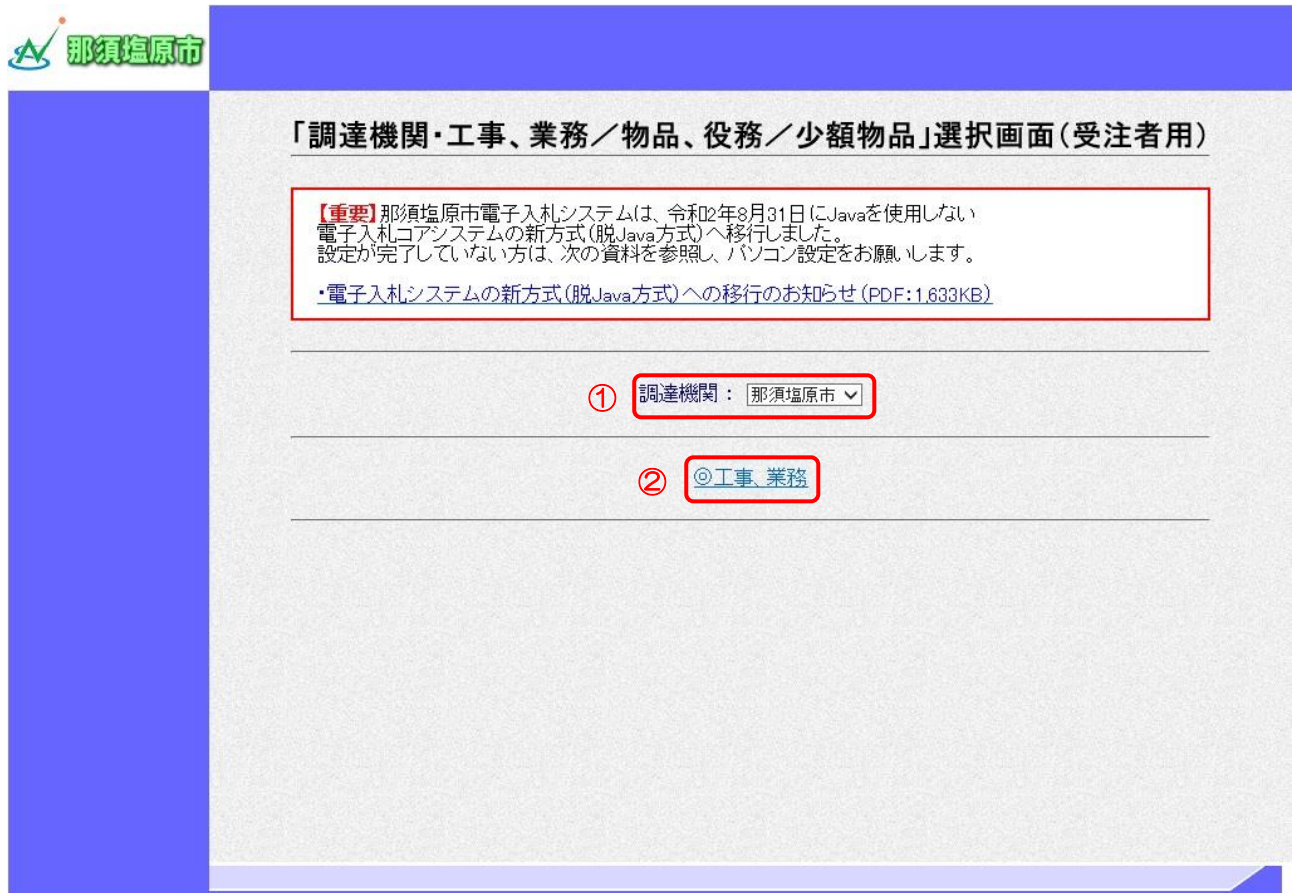 那須塩原市
「調達機関・工事、業務／物品、役務／少額物品」選択画面(受注者用)
【重要】那須塩原市電子入札システムは、令和2年8月31日にJavaを使用しない
電子入札コアシステムの新方式(脱Java方式)へ移行しました。
設定が完了していない方は、次の資料を参照し、パソコン設定をお願いします。
・電子入札システムの新方式(脱Java方式)への移行のお知らせ(PDF:1,633KB)
① 調達機関： 那須塩原市
② ◎工事、業務